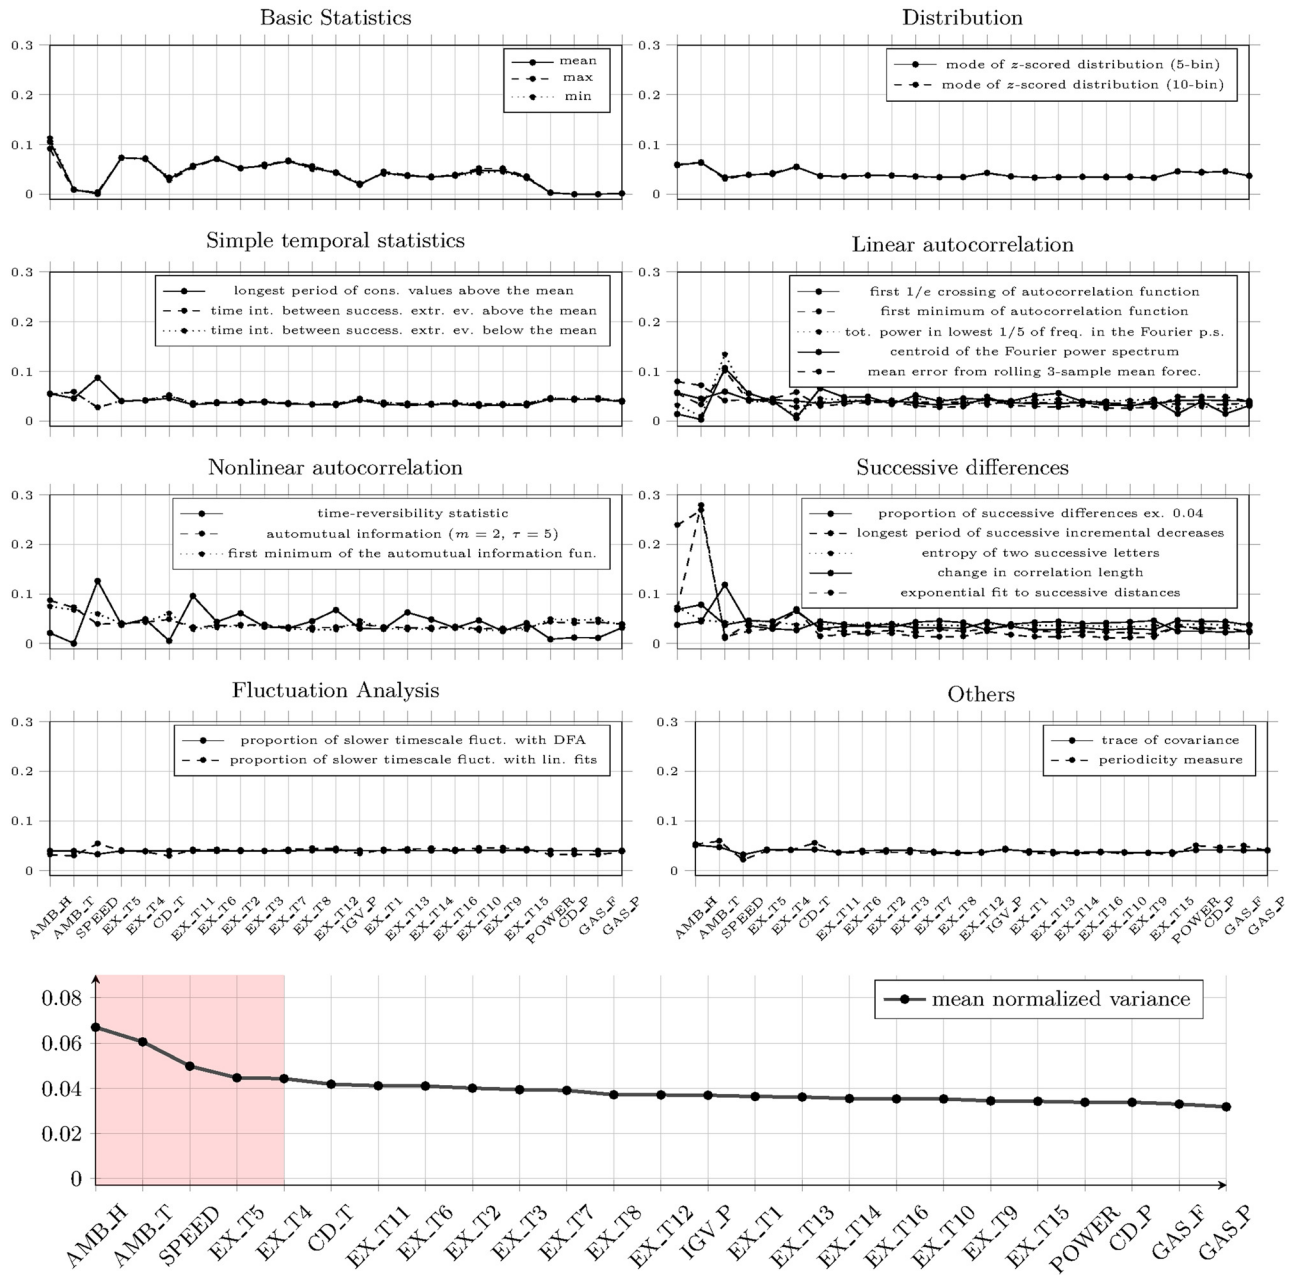 Basic Statistics
0.3
0.2
0.1
0
mean
max
min
Distribution
0.3
0.2
0.1
0
mode of z-scored distribution (5-bin)
mode of z-scored distribution (10-bin)
Simple temporal statistics
0.3
0.2
0.1
0
longest period of cons. values above the mean
time int. between success. extr. ev. above the mean
time int. between success. extr. ev. below the mean
Linear autocorrelation
0.3
0.2
0.1
0
first 1/e crossing of autocorrelation function
first minimum of autocorrelation function
tot. power in lowest 1/5 of freq. in the Fourier p.s.
centroid of the Fourier power spectrum
mean error from rolling 3-sample mean forec.
Nonlinear autocorrelation
0.3
0.2
0.1
0
time-reversibility statistic
automutual information (m = 2, τ = 5)
first minimum of the automutual information fun.
Successive differences
0.3
0.2
0.1
0
proportion of successive differences ex. 0.04
longest period of successive incremental decreases
entropy of two successive letters
change in correlation length
exponential fit to successive distances
Fluctuation Analysis
0.3
0.2
0.1
0
proportion of slower timescale fluct. with DFA
proportion of slower timescale fluct. with lin. fits
AMB_H AMB_T SPEED EX_T5 EX_T4 CD_T EX_T11 EX_T6 EX_T2 EX_T3 EX_T7 EX_T8 EX_T12 IGV_P EX_T1 EX_T13 EX_T14 EX_T16 EX_T10 EX_T9 EX_T15 POWER CD_P GAS_F GAS_P
Others
0.3
0.2
0.1
0
trace of covariance
periodicity measure
AMB_H AMB_T SPEED EX_T5 EX_T4 CD_T EX_T11 EX_T6 EX_T2 EX_T3 EX_T7 EX_T8 EX_T12 IGV_P EX_T1 EX_T13 EX_T14 EX_T16 EX_T10 EX_T9 EX_T15 POWER CD_P GAS_F GAS_P
0.08
0.06
0.04
0.02
0
mean normalized variance
AMB_H AMB_T SPEED EX_T5 EX_T4 CD_T EX_T11 EX_T6 EX_T2 EX_T3 EX_T7 EX_T8 EX_T12 IGV_P EX_T1 EX_T13 EX_T14 EX_T16 EX_T10 EX_T9 EX_T15 POWER CD_P GAS_F GAS_P